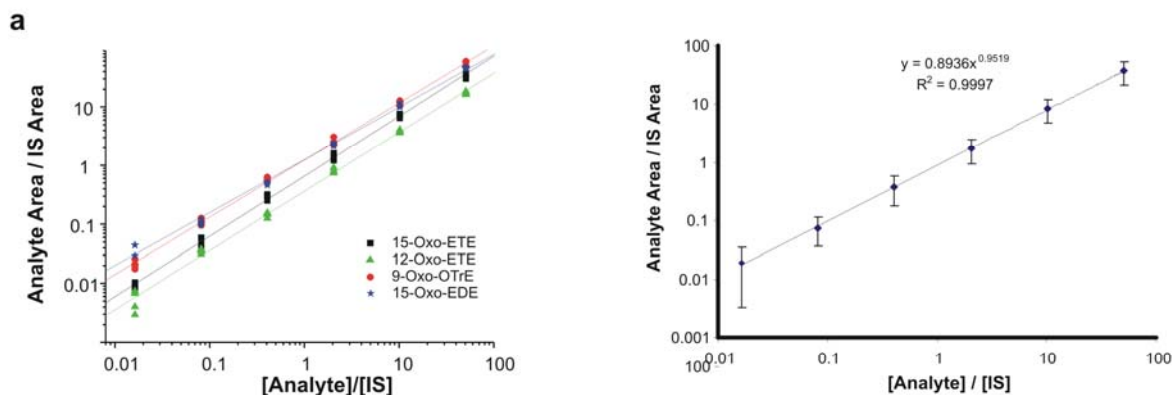 a
Analyte Area / IS Area
10
1
0.1
0.01
15-Oxo-ETE
12-Oxo-ETE
9-Oxo-OTrE
15-Oxo-EDE
0.01 0.1 1 10 100
[Analyte]/[IS]
Analyte Area / IS Area
100
10
1
0.1
0.01
0.001
y = 0.8936x^0.9519
R² = 0.9997
100
0.01 0.1 1 10 100
[Analyte] / [IS]